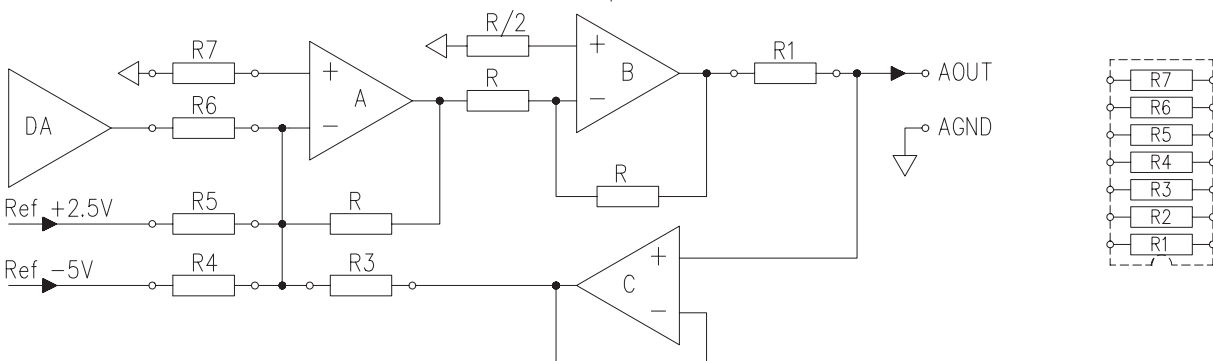 R/2
R7
+
+
R1
B
AOUT
R7
A
R
R6
R6
−
DA
−
AGND
R5
R4
Ref +2.5V
R5
R
R
R3
R2
R1
Ref −5V
R4
R3
+
C
−